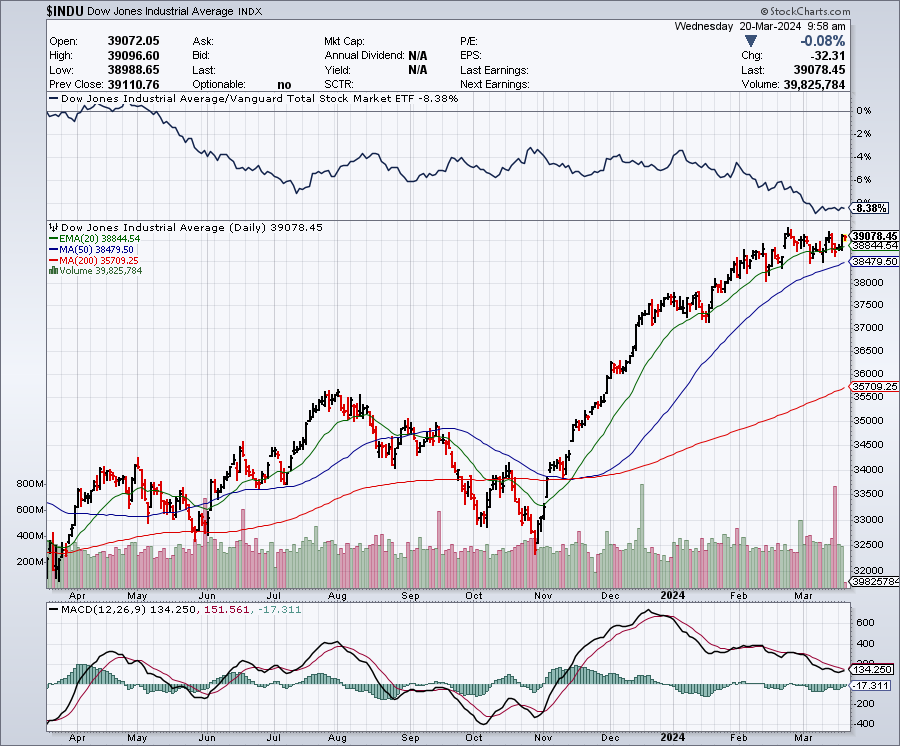 $INDU Dow Jones Industrial Average INDX
© StockCharts.com
Wednesday 20-Mar-2024 9:58 am
Open: 39072.05 Ask: Mkt Cap: P/E: ▼ -0.08%
High: 39096.60 Bid: Annual Dividend: N/A EPS: Chg: -32.31
Low: 38988.65 Last: Yield: N/A Last Earnings: Last: 39078.45
Prev Close: 39110.76 Optionable: no SCTR: Next Earnings: Volume: 39,825,784
Dow Jones Industrial Average/Vanguard Total Stock Market ETF -8.38%
0%
-2%
-4%
-6%
-8.38%
Dow Jones Industrial Average (Daily) 39078.45
EMA(20) 38844.54
MA(50) 38479.50
MA(200) 35709.25
Volume 39,825,784
39078.45
38844.54
38479.50
38000
37500
37000
36500
36000
35709.25
35500
35000
34500
34000
33500
33000
32500
32000
39825784
800M
600M
400M
200M
Apr May Jun Jul Aug Sep Oct Nov Dec 2024 Feb Mar
MACD(12,26,9) 134.250, 151.561, -17.311
600
400
200
134.250
-17.311
-200
-400
Apr May Jun Jul Aug Sep Oct Nov Dec 2024 Feb Mar